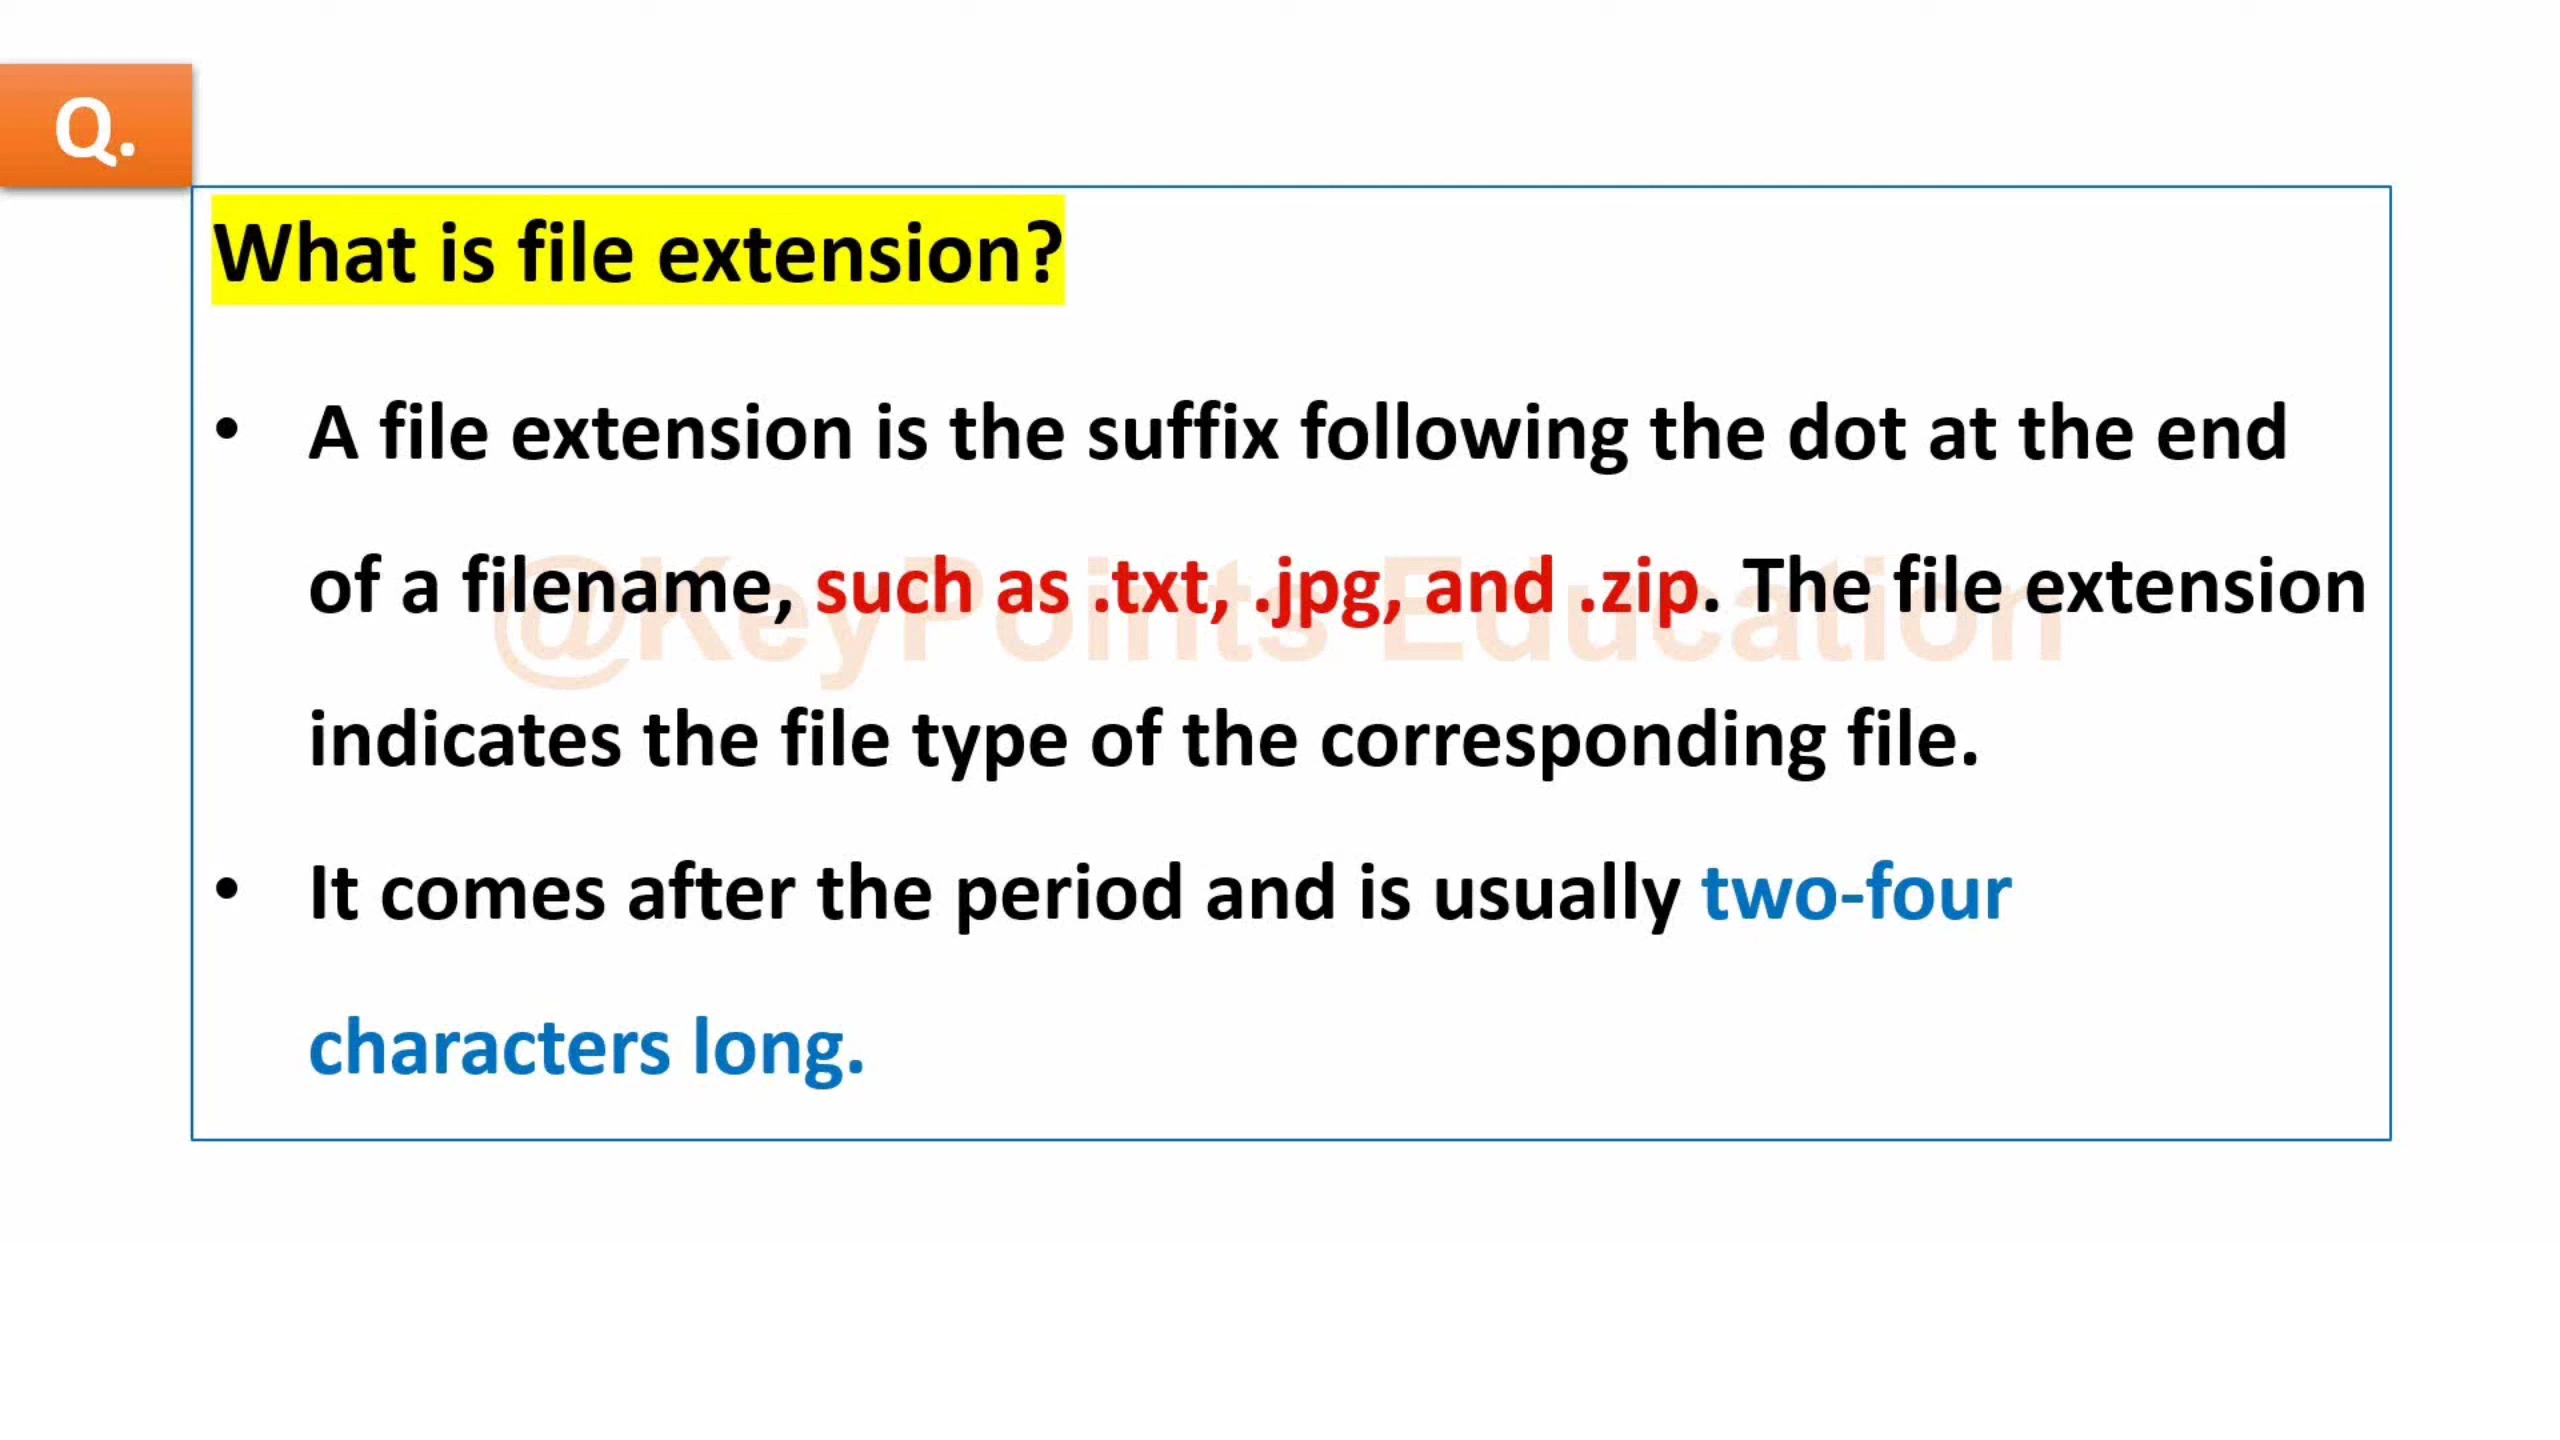 Q.
What is file extension?
• A file extension is the suffix following the dot at the end
of a filename, such as .txt, .jpg, and .zip. The file extension
@KeyPoints Education
indicates the file type of the corresponding file.
• It comes after the period and is usually two-four
characters long.